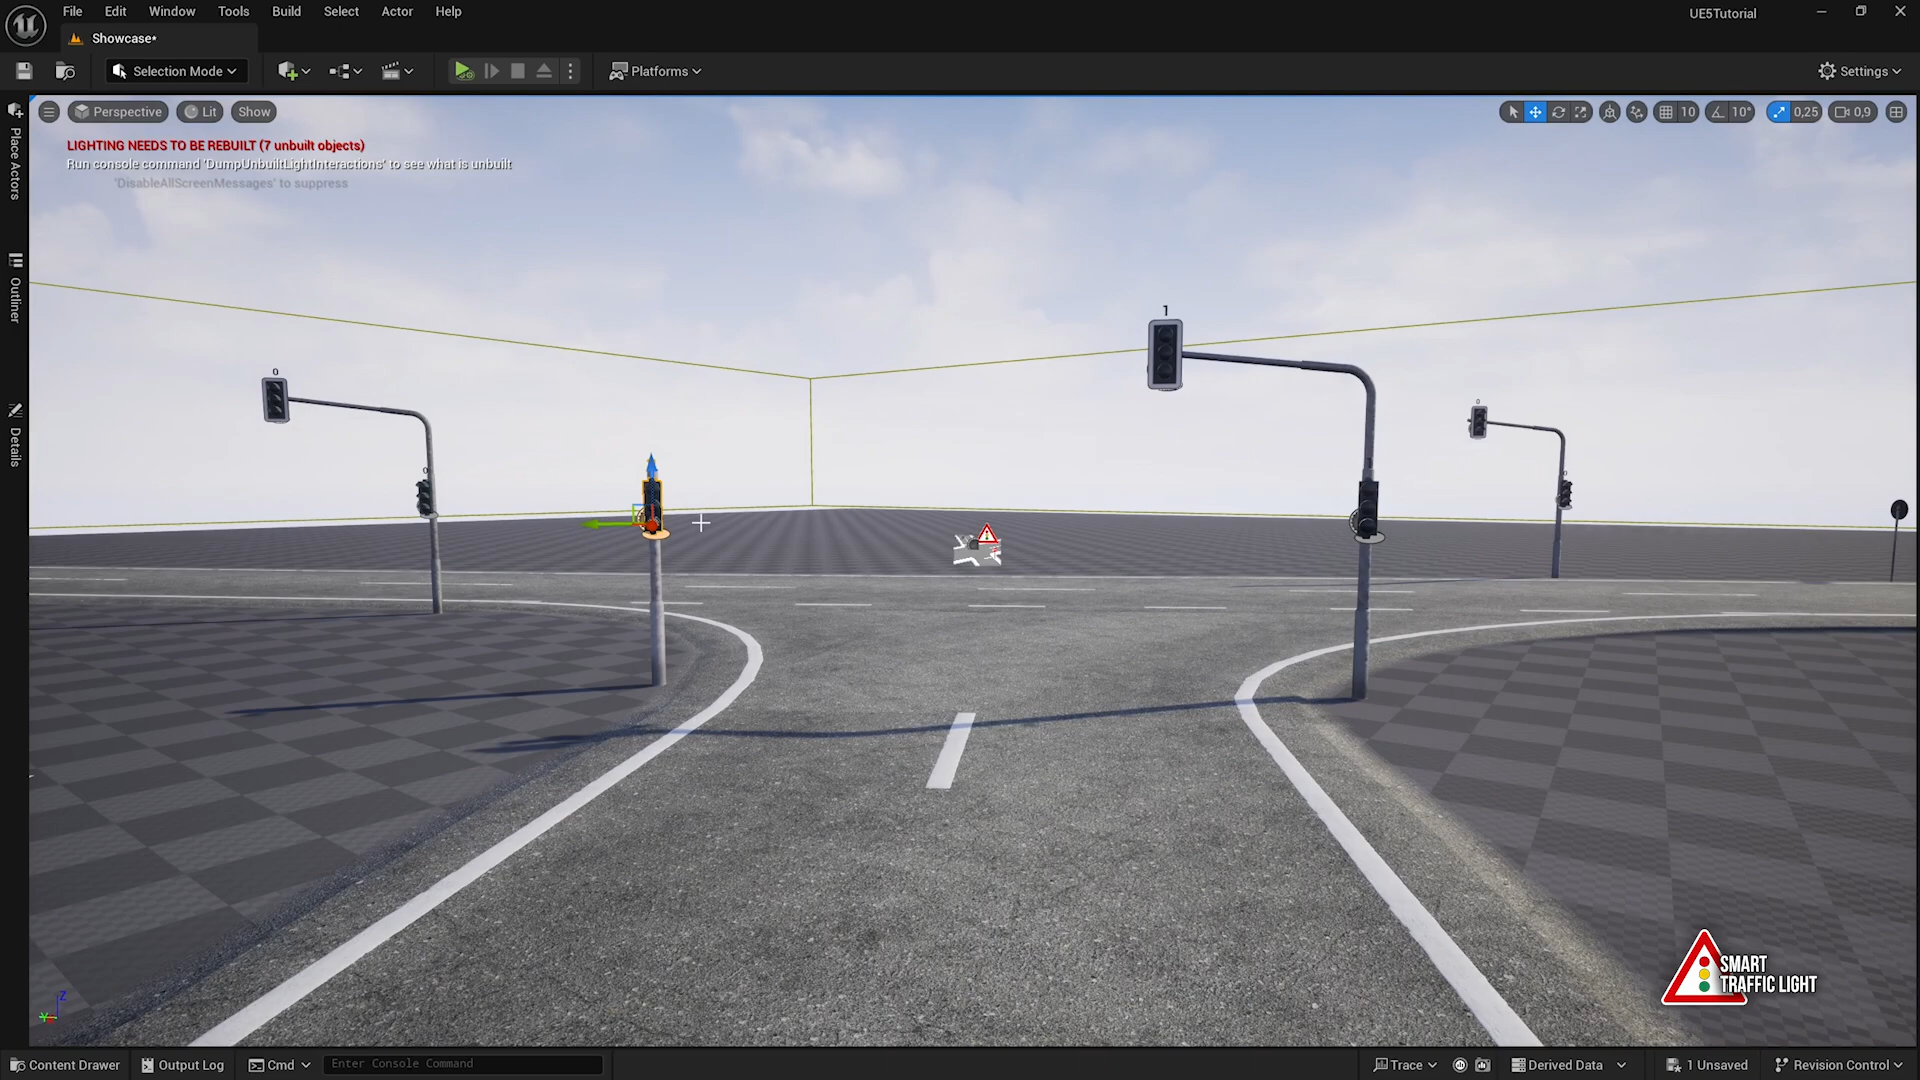 File Edit Window Tools Build Select Actor Help
UE5Tutorial
Showcase*
Selection Mode
Platforms
Settings
Perspective Lit Show
10 10° 0,25 0,9
LIGHTING NEEDS TO BE REBUILT (7 unbuilt objects)
Run console command 'DumpUnbuiltLightInteractions' to see what is unbuilt
'DisableAllScreenMessages' to suppress
Place Actors
Outliner
Details
1
0
0
0
0
SMART
TRAFFIC LIGHT
Z
Y
Content Drawer Output Log Cmd Enter Console Command Trace Derived Data 1 Unsaved Revision Control